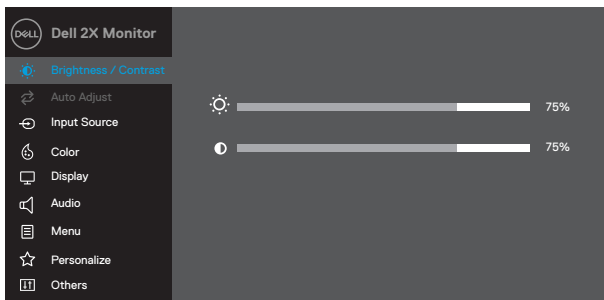 DELL Dell 2X Monitor
Brightness / Contrast
Auto Adjust
75%
Input Source
75%
Color
Display
Audio
Menu
Personalize
Others